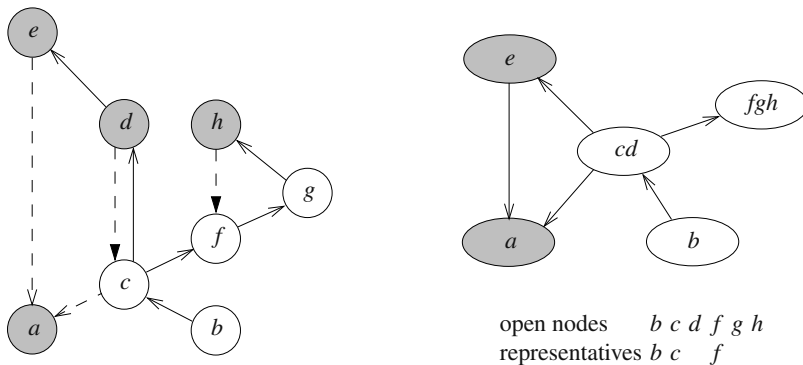 e
d
h
g
f
c
a
b
e
fgh
cd
a
b
open nodes b c d f g h
representatives b c f